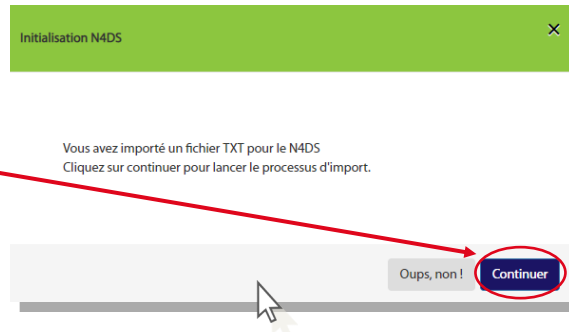 Initialisation N4DS
Vous avez importé un fichier TXT pour le N4DS
Cliquez sur continuer pour lancer le processus d'import.
Oups, non !
Continuer